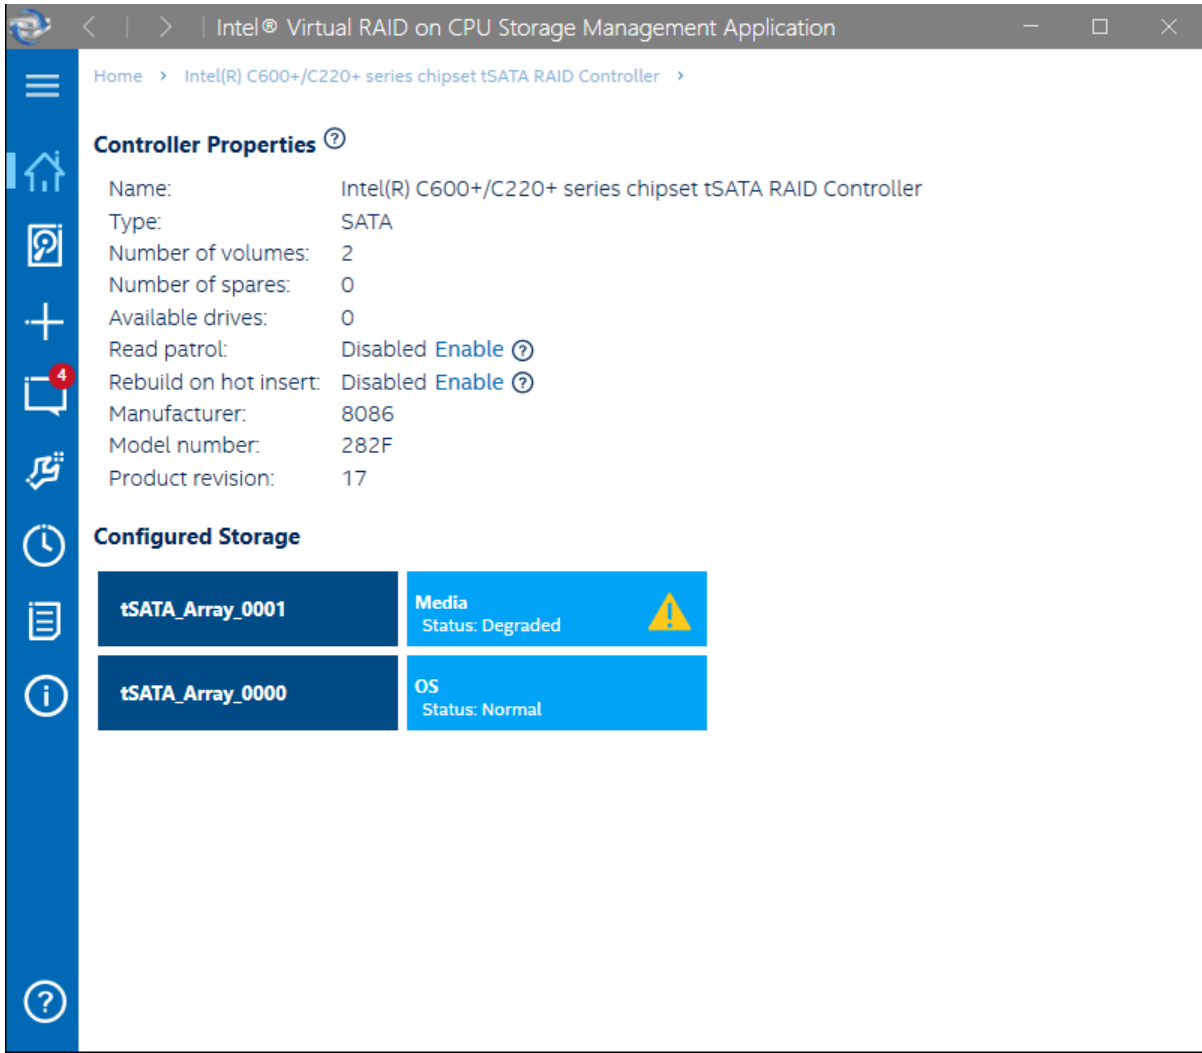 Intel® Virtual RAID on CPU Storage Management Application
Home > Intel(R) C600+/C220+ series chipset tSATA RAID Controller >
Controller Properties ?
Name: Intel(R) C600+/C220+ series chipset tSATA RAID Controller
Type: SATA
Number of volumes: 2
Number of spares: 0
Available drives: 0
Read patrol: Disabled Enable ?
Rebuild on hot insert: Disabled Enable ?
4
Manufacturer: 8086
Model number: 282F
Product revision: 17
Configured Storage
tSATA_Array_0001
Media
Status: Degraded
tSATA_Array_0000
OS
Status: Normal